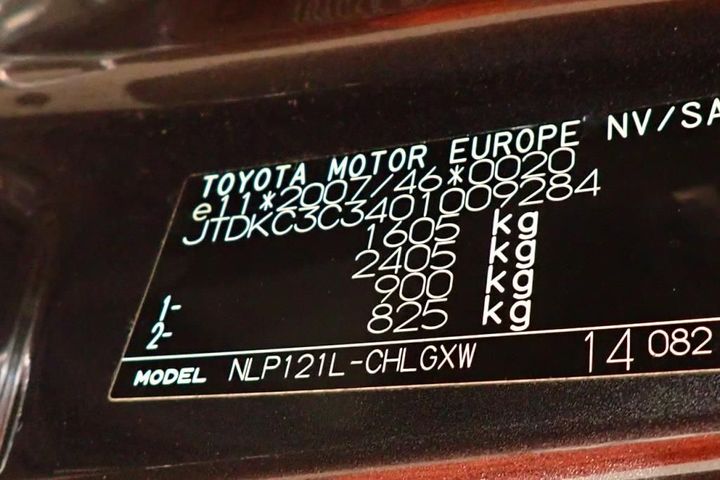 TOYOTA MOTOR EUROPE NV/SA
e11*2007/46*0020
JTDKC3C3401009284
1605 kg
2405 kg
1- 900 kg
2- 825 kg
MODEL NLP121L-CHLGXW 14 082